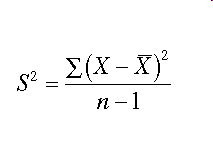 S² = ∑(X − X̅)² / n − 1